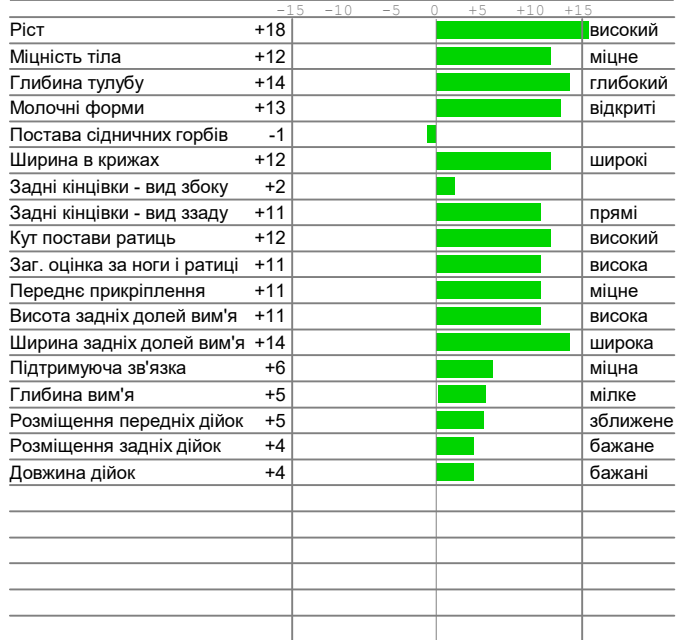 -15 -10 -5 0 +5 +10 +15
Ріст +18 високий
Міцність тіла +12 міцне
Глибина тулубу +14 глибокий
Молочні форми +13 відкриті
Постава сідничних горбів -1
Ширина в крижах +12 широкі
Задні кінцівки - вид збоку +2
Задні кінцівки - вид ззаду +11 прямі
Кут постави ратиць +12 високий
Заг. оцінка за ноги і ратиці +11 висока
Переднє прикріплення +11 міцне
Висота задніх долей вим'я +11 висока
Ширина задніх долей вим'я +14 широка
Підтримуюча зв'язка +6 міцна
Глибина вим'я +5 мілке
Розміщення передніх дійок +5 зближене
Розміщення задніх дійок +4 бажане
Довжина дійок +4 бажані